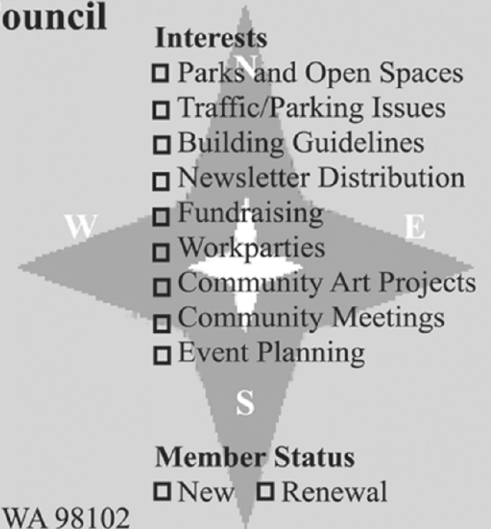 ouncil
Interests
N
☐ Parks and Open Spaces
☐ Traffic/Parking Issues
☐ Building Guidelines
☐ Newsletter Distribution
☐ Fundraising
W
E
☐ Workparties
☐ Community Art Projects
☐ Community Meetings
☐ Event Planning
S
Member Status
☐ New ☐ Renewal
WA 98102